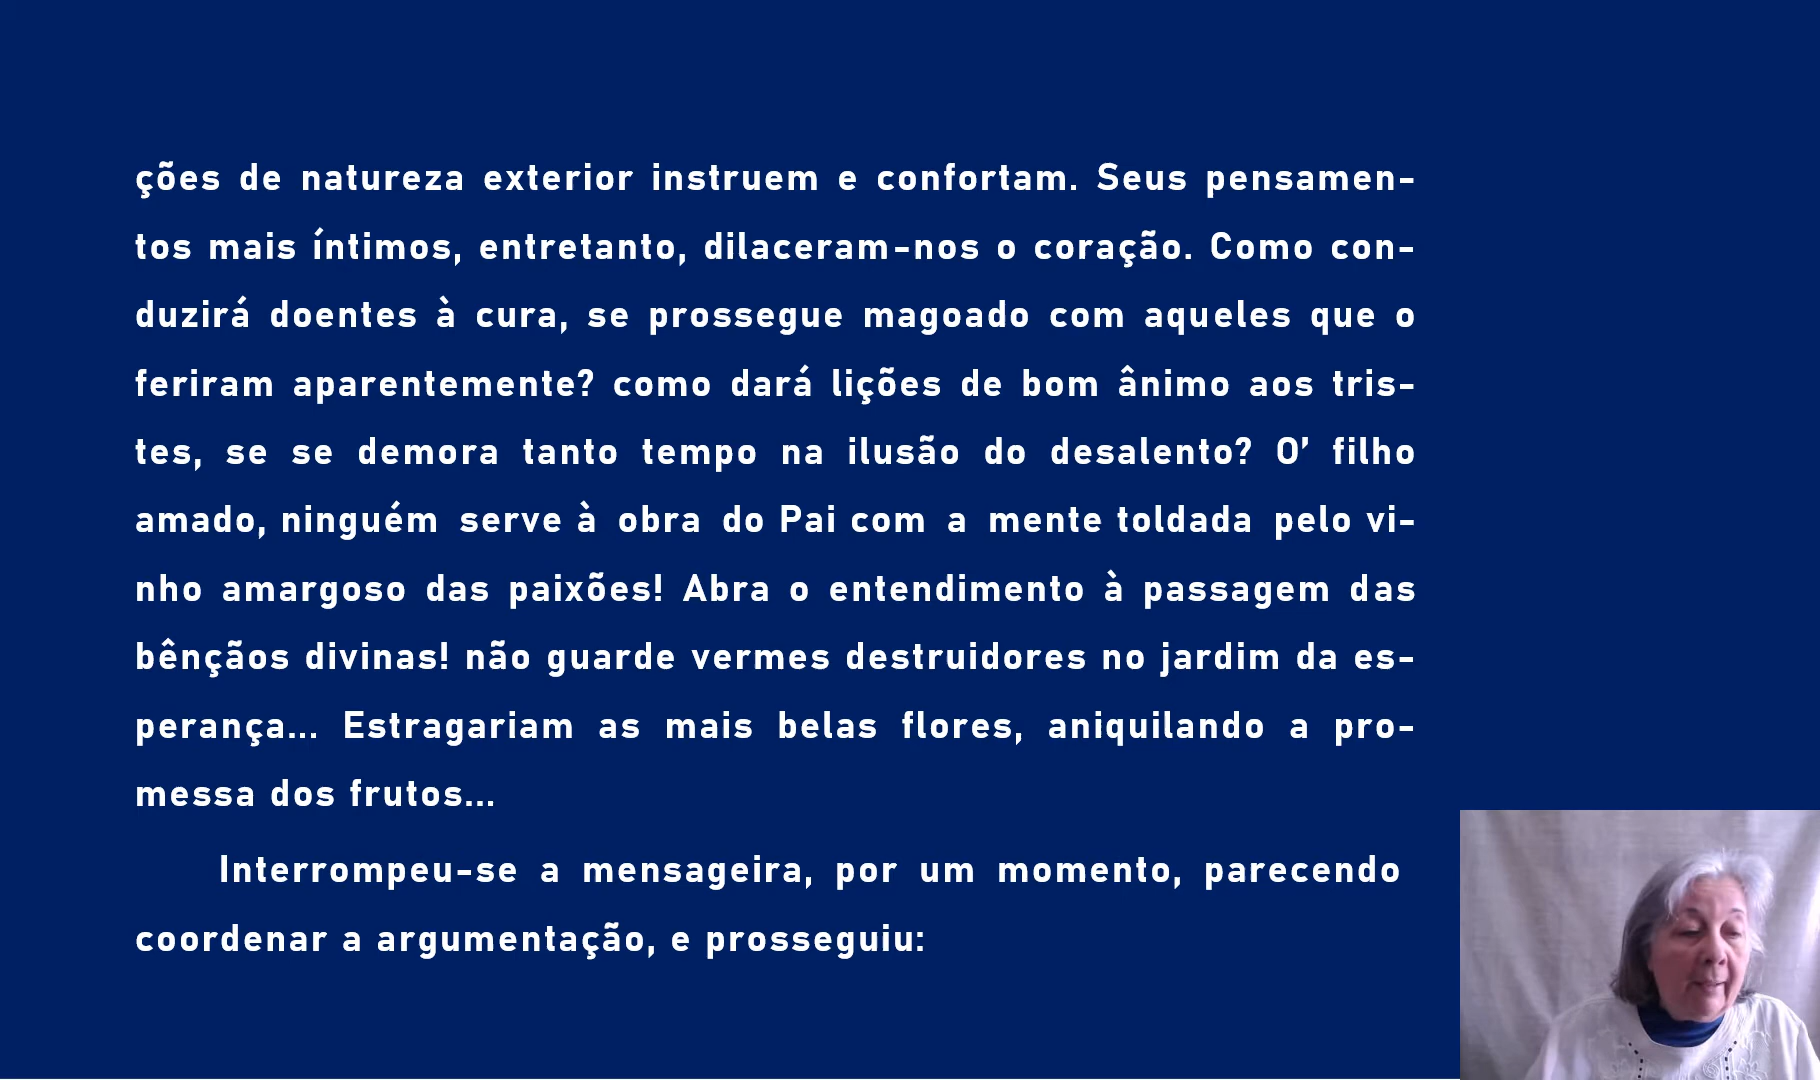 ções de natureza exterior instruem e confortam. Seus pensamen-
tos mais íntimos, entretanto, dilaceram-nos o coração. Como con-
duzirá doentes à cura, se prossegue magoado com aqueles que o
feriram aparentemente? como dará lições de bom ânimo aos tris-
tes, se se demora tanto tempo na ilusão do desalento? O’ filho
amado, ninguém serve à obra do Pai com a mente toldada pelo vi-
nho amargoso das paixões! Abra o entendimento à passagem das
bênçãos divinas! não guarde vermes destruidores no jardim da es-
perança... Estragariam as mais belas flores, aniquilando a pro-
messa dos frutos...
Interrompeu-se a mensageira, por um momento, parecendo
coordenar a argumentação, e prosseguiu: